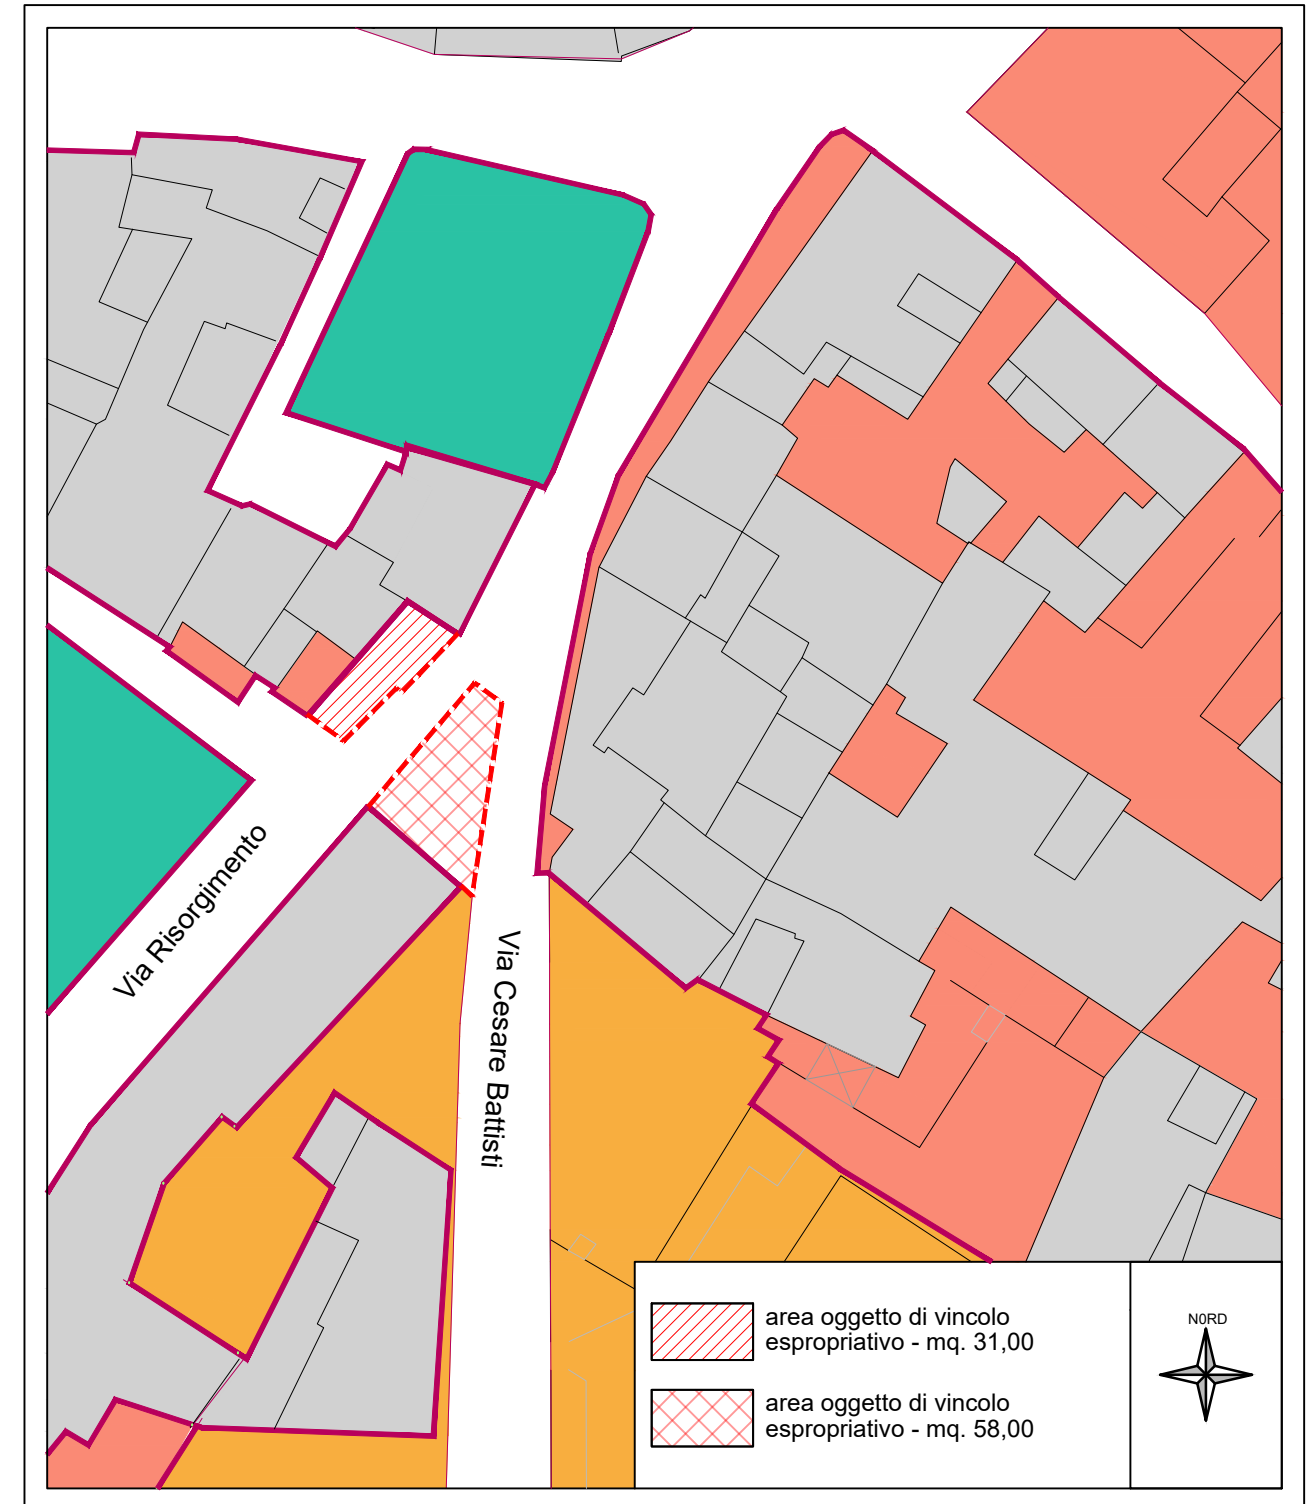 Via Risorgimento
Via Cesare Battisti
area oggetto di vincolo
espropriativo - mq. 31,00
area oggetto di vincolo
espropriativo - mq. 58,00
N0RD